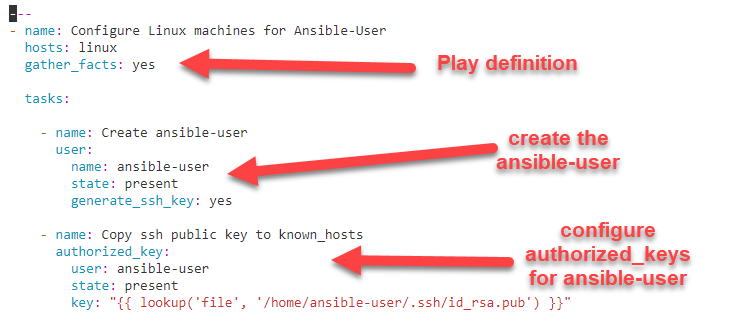 ---
- name: Configure Linux machines for Ansible-User
  hosts: linux
  gather_facts: yes
Play definition
  tasks:
    - name: Create ansible-user
      user:
        name: ansible-user
        state: present
        generate_ssh_key: yes
create the
ansible-user
    - name: Copy ssh public key to known_hosts
      authorized_key:
        user: ansible-user
        state: present
        key: "{{ lookup('file', '/home/ansible-user/.ssh/id_rsa.pub') }}"
configure
authorized_keys
for ansible-user